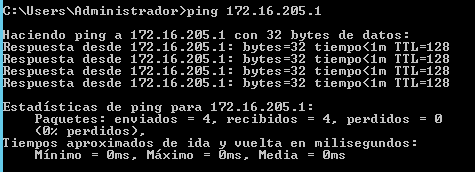 C:\Users\Administrador>ping 172.16.205.1
Haciendo ping a 172.16.205.1 con 32 bytes de datos:
Respuesta desde 172.16.205.1: bytes=32 tiempo<1m TTL=128
Respuesta desde 172.16.205.1: bytes=32 tiempo<1m TTL=128
Respuesta desde 172.16.205.1: bytes=32 tiempo<1m TTL=128
Respuesta desde 172.16.205.1: bytes=32 tiempo<1m TTL=128
Estadísticas de ping para 172.16.205.1:
Paquetes: enviados = 4, recibidos = 4, perdidos = 0
(0% perdidos),
Tiempos aproximados de ida y vuelta en milisegundos:
Mínimo = 0ms, Máximo = 0ms, Media = 0ms